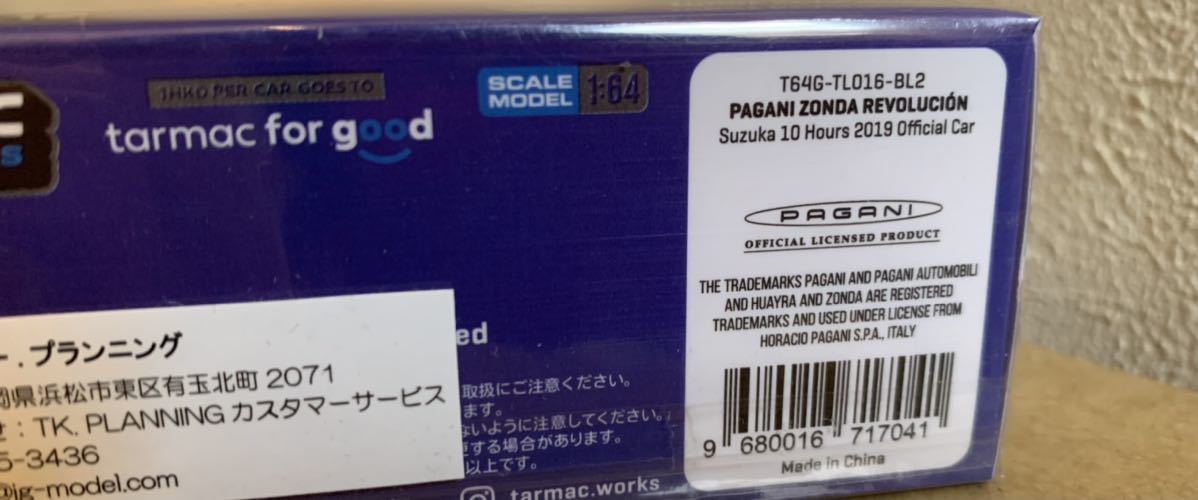 1HKD PER CAR GOES TO
tarmac for good
SCALE MODEL 1:64
T64G-TL016-BL2
PAGANI ZONDA REVOLUCIÓN
Suzuka 10 Hours 2019 Official Car
PAGANI
OFFICIAL LICENSED PRODUCT
THE TRADEMARKS PAGANI AND PAGANI AUTOMOBILI
AND HUAYRA AND ZONDA ARE REGISTERED
TRADEMARKS AND USED UNDER LICENSE FROM
HORACIO PAGANI S.P.A., ITALY
9 680016 717041
Made in China
ed
取扱にご注意ください。
ます。
ないように注意してください。
更する場合があります。
以上です。
tarmac.works
ー．プランニング
岡県浜松市東区有玉北町 2071
：TK. PLANNING カスタマーサービス
5-3436
@jg-model.com